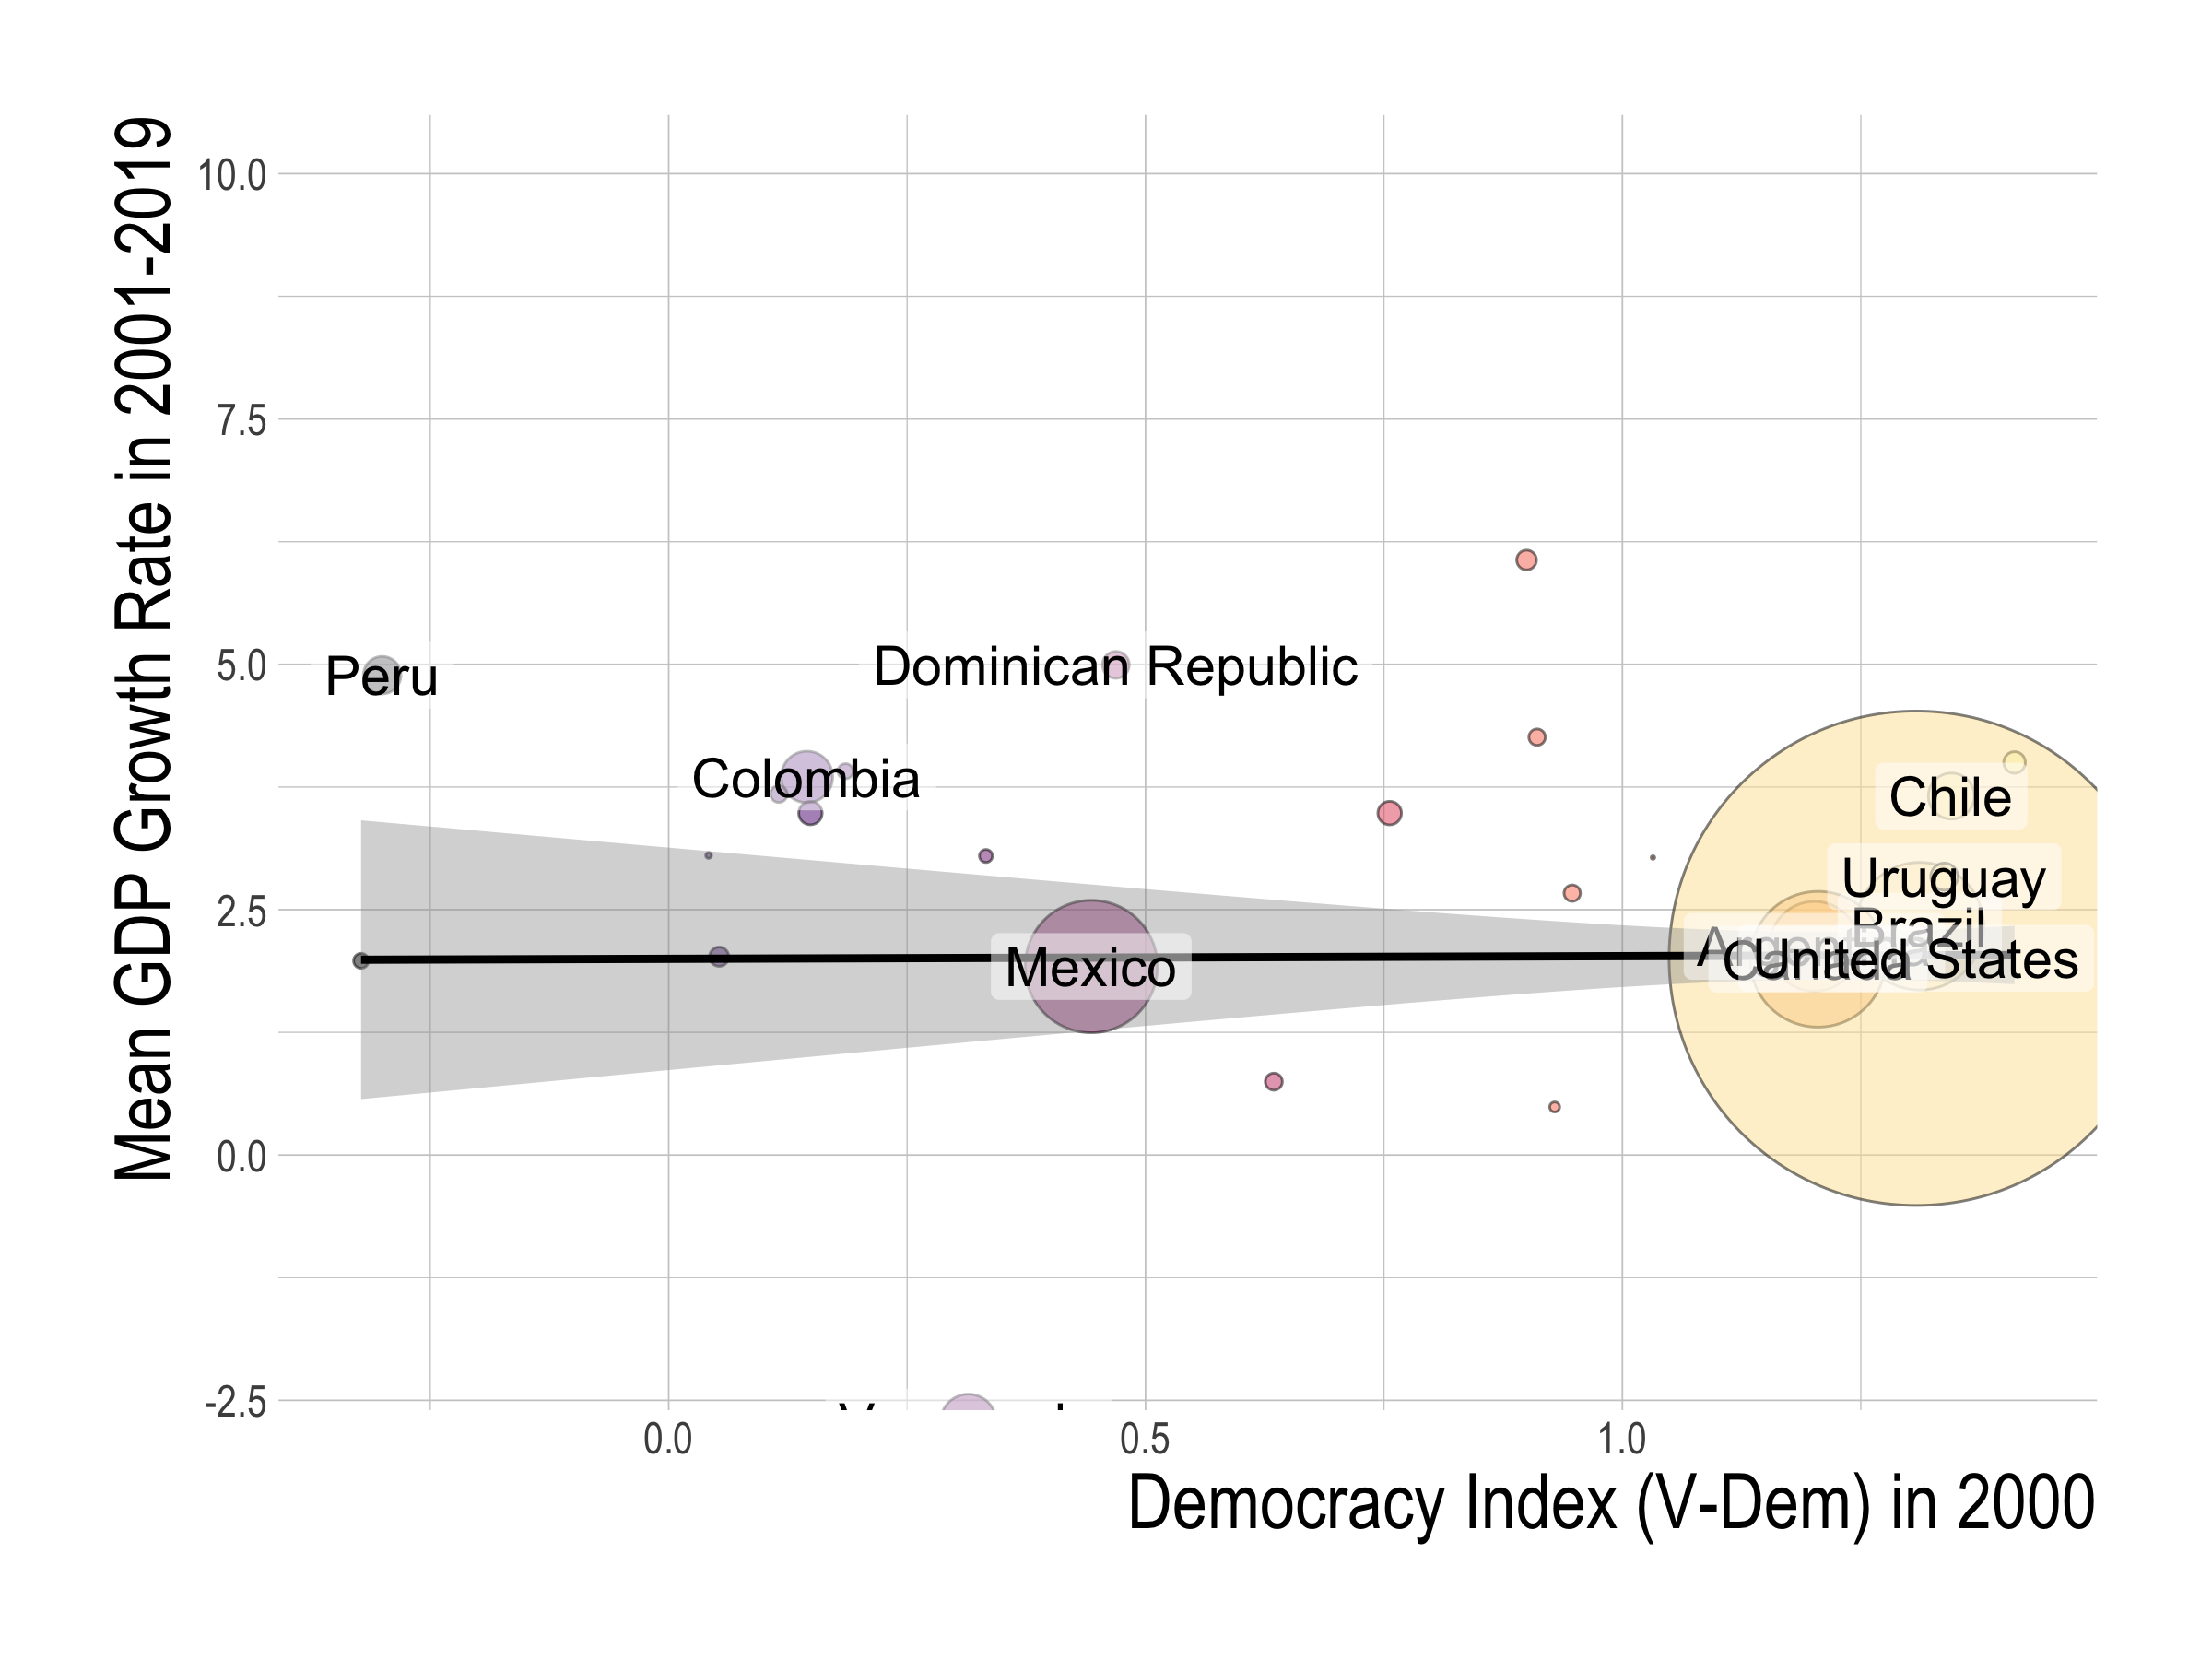 Mean GDP Growth Rate in 2001-2019
10.0
7.5
5.0
2.5
0.0
-2.5
Peru
Dominican Republic
Colombia
Chile
Uruguay
Brazil
United States
Mexico
0.0
0.5
1.0
Democracy Index (V-Dem) in 2000